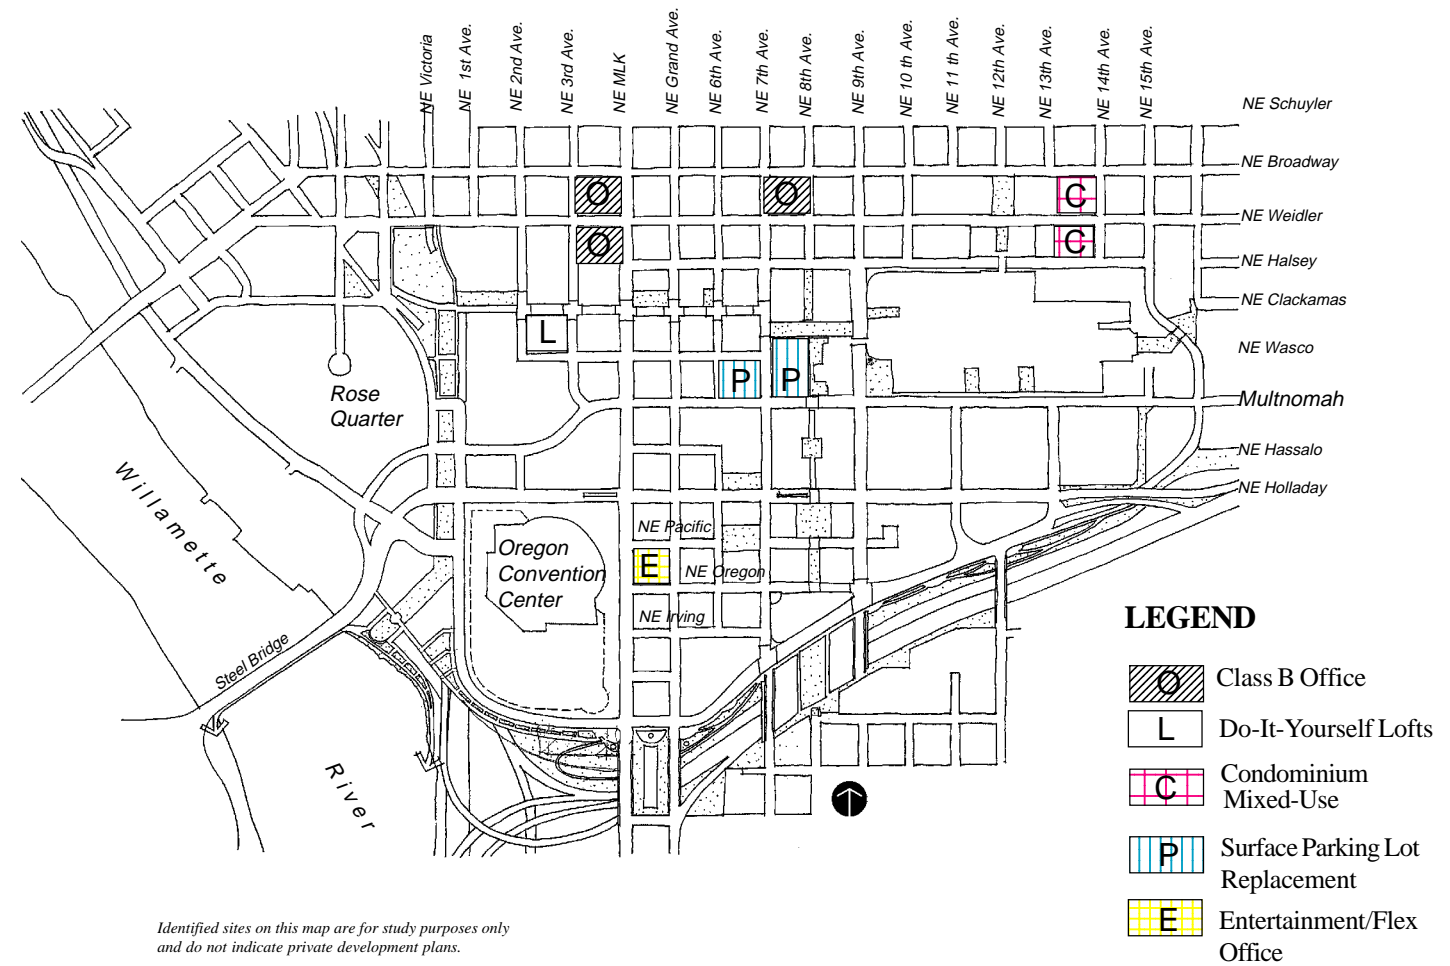 NE Victoria
NE 1st Ave.
NE 2nd Ave.
NE 3rd Ave.
NE MLK
NE Grand Ave.
NE 6th Ave.
NE 7th Ave.
NE 8th Ave.
NE 9th Ave.
NE 10 th Ave.
NE 11 th Ave.
NE 12th Ave.
NE 13th Ave.
NE 14th Ave.
NE 15th Ave.
NE Schuyler
NE Broadway
O
O
C
NE Weidler
O
C
NE Halsey
NE Clackamas
L
NE Wasco
P
P
Rose
Quarter
Multnomah
NE Hassalo
NE Holladay
Willamette
NE Pacific
Oregon
Convention
Center
E
NE Oregon
NE Irving
Steel Bridge
River
LEGEND
O Class B Office
L Do-It-Yourself Lofts
C Condominium
Mixed-Use
P Surface Parking Lot
Replacement
E Entertainment/Flex
Office
Identified sites on this map are for study purposes only
and do not indicate private development plans.